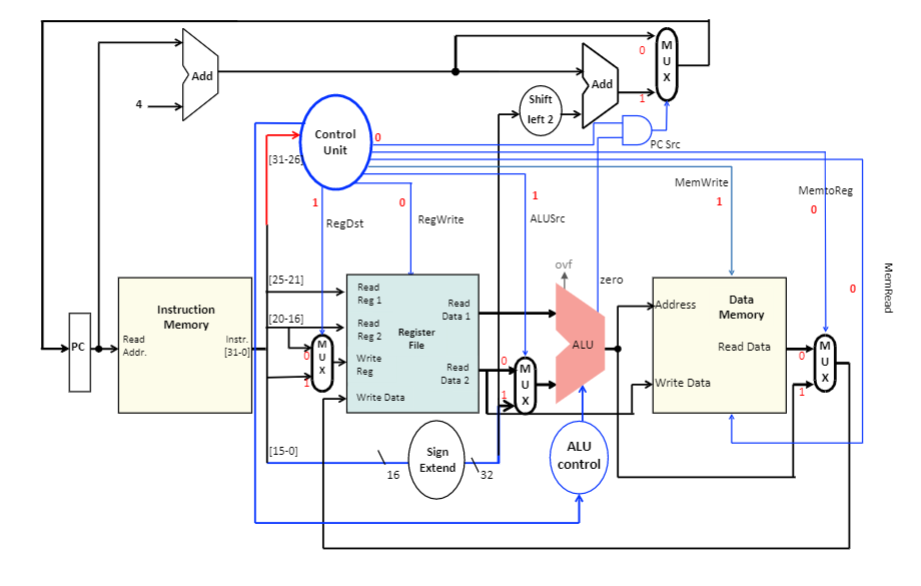 Add
4
M
U
X
0
1
Add
Shift
left 2
Control
Unit
0
PC Src
[31-26]
MemWrite
1
MemtoReg
0
1
RegDst
0
RegWrite
1
ALUSrc
MemRead
0
ovf
zero
[25-21]
[20-16]
PC
Instruction
Memory
Read
Addr.
Instr.
[31-0]
M
U
X
0
1
Read
Reg 1
Read
Reg 2
Write
Reg
Write Data
Register
File
Read
Data 1
Read
Data 2
0
M
U
X
1
ALU
Address
Data
Memory
Read Data
Write Data
M
U
X
0
1
[15-0]
16
Sign
Extend
32
ALU
control